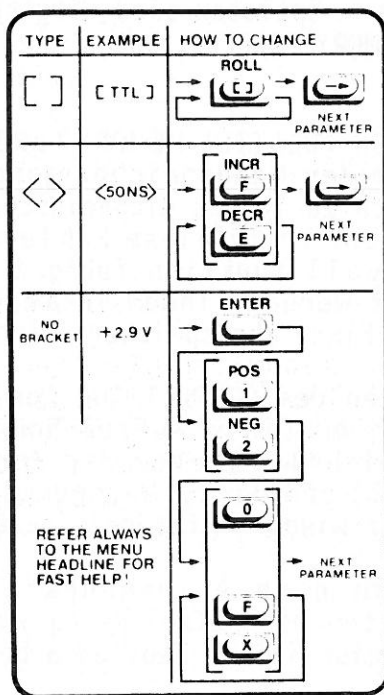 TYPE EXAMPLE HOW TO CHANGE
ROLL
[ ] [ TTL ] [ ] →
NEXT
PARAMETER
INCR
< > <50NS> F →
DECR
E
NEXT
PARAMETER
ENTER
NO
BRACKET
+2.9 V
POS
1
NEG
2
0
REFER ALWAYS
TO THE MENU
HEADLINE FOR
FAST HELP!
NEXT
PARAMETER
F
X